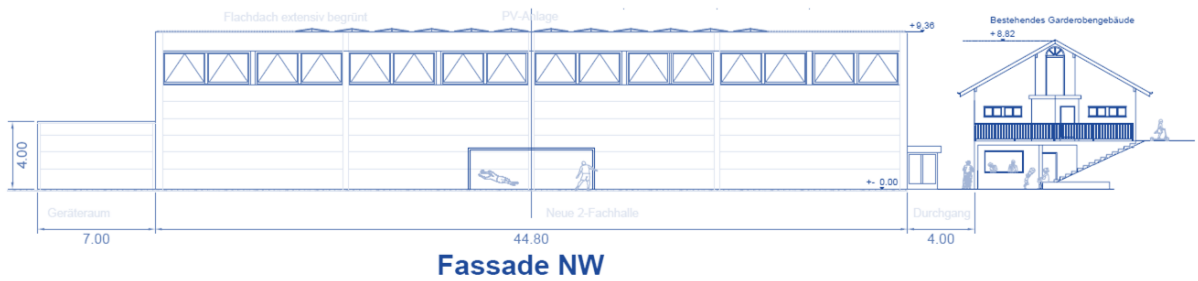 Flachdach extensiv begrünt
PV-Anlage
Bestehendes Garderobengebäude
+9,36
+8,82
4.00
+- 0.00
Geräteraum
Neue 2-Fachhalle
Durchgang
7.00
44.80
4.00
Fassade NW